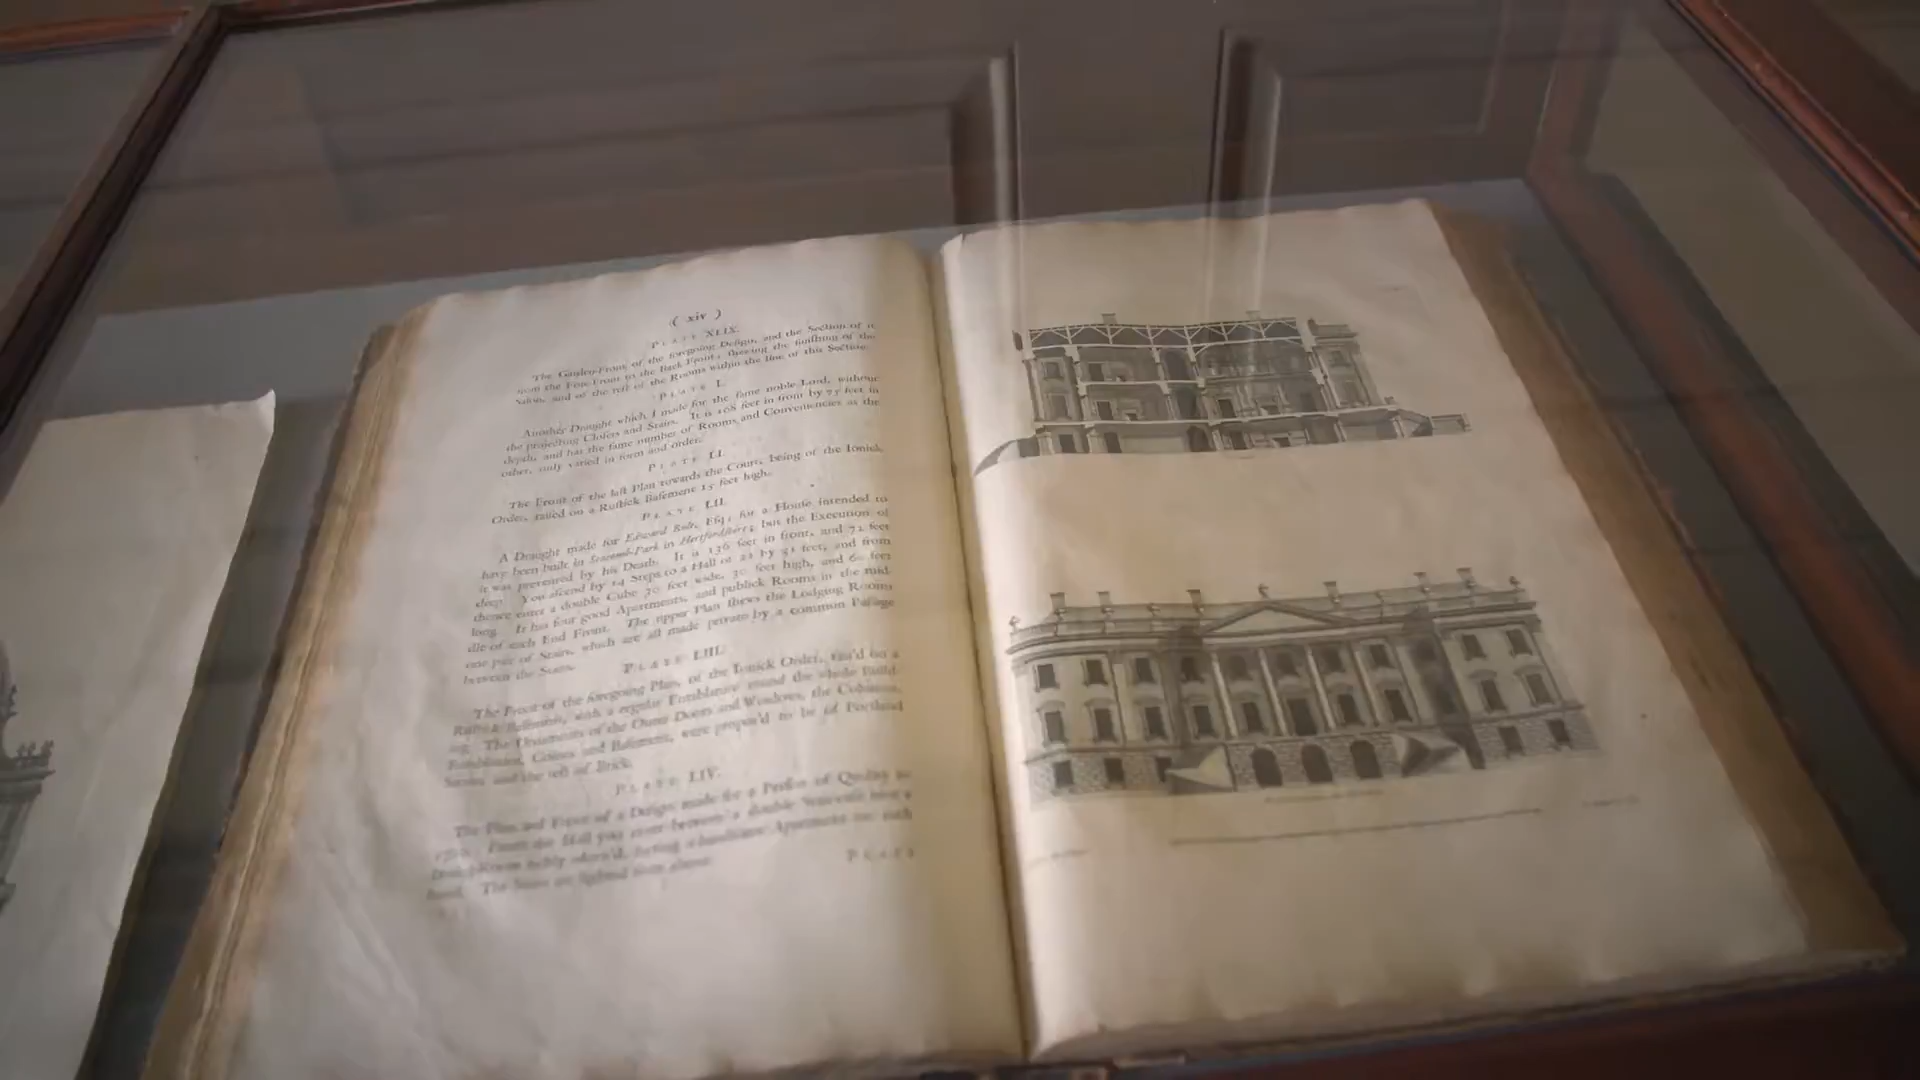 ( xiv )
PLATE XLIX.
The Garden-Front of the foregoing Deſign, and the Section of it
from the Fore Front to the Back Front; ſhewing the finiſhing of the
Salon, and of the reſt of the Rooms within the line of this Section.
PLATE L.
Another Draught which I made for the ſame noble Lord, without
the projecting Cloſets and Stairs. It is 108 feet in front by 77 feet in
depth, and has the ſame number of Rooms and Conveniencies as the
other, only varied in form and order.
PLATE LI.
The Front of the laſt Plan towards the Court, being of the Ionick
Order, raiſed on a Ruſtick Baſement 15 feet high.
PLATE LII.
A Draught made for Edward Eſq; for a Houſe intended to
have been built in in Hertfordſhire; but the Execution of
it was prevented by his Death. It is 136 feet in front, and 71 feet
deep. You aſcend by 14 Steps to a Hall of 21 by 31 feet, and from
thence enter a double Cube 30 feet wide, 30 feet high, and 60 feet
long. It has four good Apartments, and publick Rooms in the mid-
dle of each End Front. The upper Plan ſhews the Lodging Rooms
one pair of Stairs, which are all made private by a common Paſſage
between the Stairs.
PLATE LIII.
The Front of the foregoing Plan, of the Ionick Order, rais'd on a
Ruſtick Baſement, with a regular Entablature round the whole Build-
ing. The Ornaments of the Outer Doors and Windows, the Columns,
Entablature, Coines and Baſement, were propos'd to be of Portland
Stone, and the reſt of Brick.
PLATE LIV.
The Plan and Front of a Deſign made for a Perſon of Quality in
From the Hall you enter between a double Stair-caſe into a
Room nobly adorn'd, having a handſome Apartment on each
hand. The Stairs are lighted from above.
PLATE